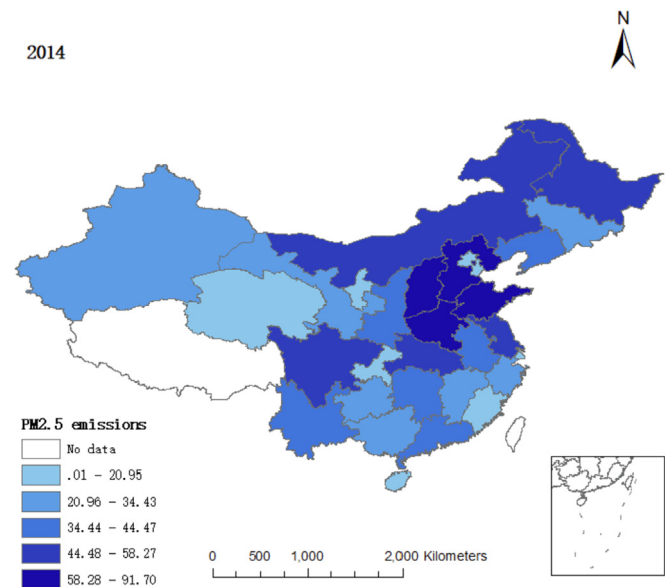 N
2014
PM2.5 emissions
No data
.01 - 20.95
20.96 - 34.43
34.44 - 44.47
44.48 - 58.27
58.28 - 91.70
0 500 1,000 2,000 Kilometers